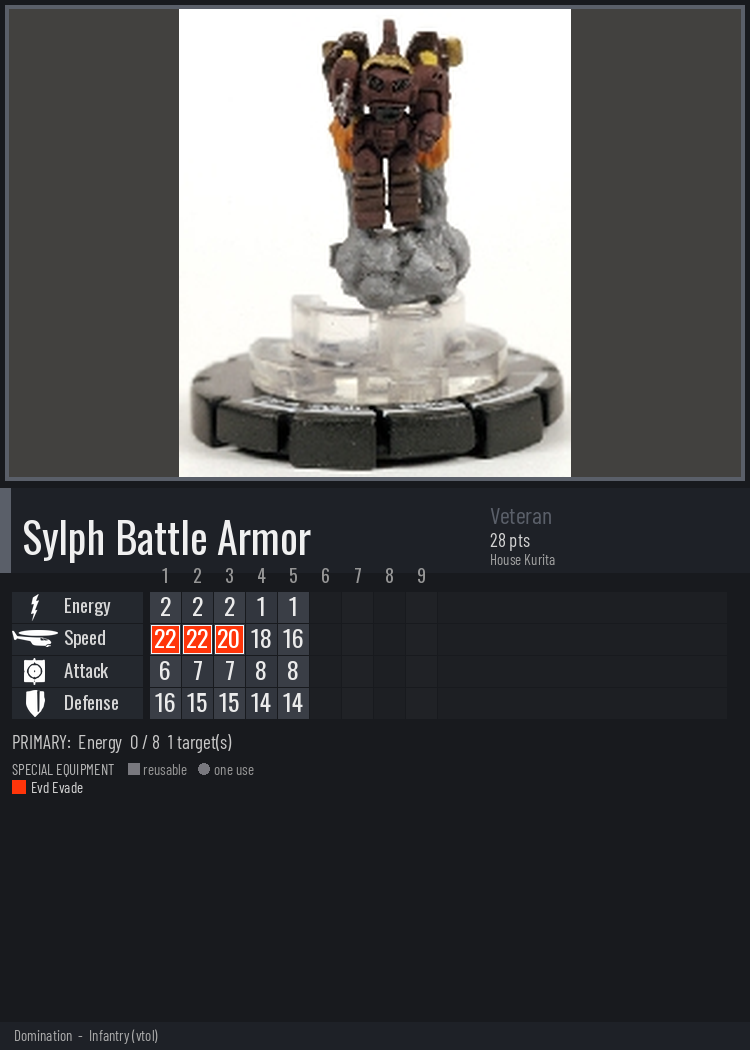 Sylph Battle Armor
Veteran
28 pts
House Kurita
1 2 3 4 5 6 7 8 9
Energy 2 2 2 1 1
Speed 22 22 20 18 16
Attack 6 7 7 8 8
Defense 16 15 15 14 14
PRIMARY: Energy 0 / 8 1 target(s)
SPECIAL EQUIPMENT reusable one use
Evd Evade
Domination - Infantry (vtol)